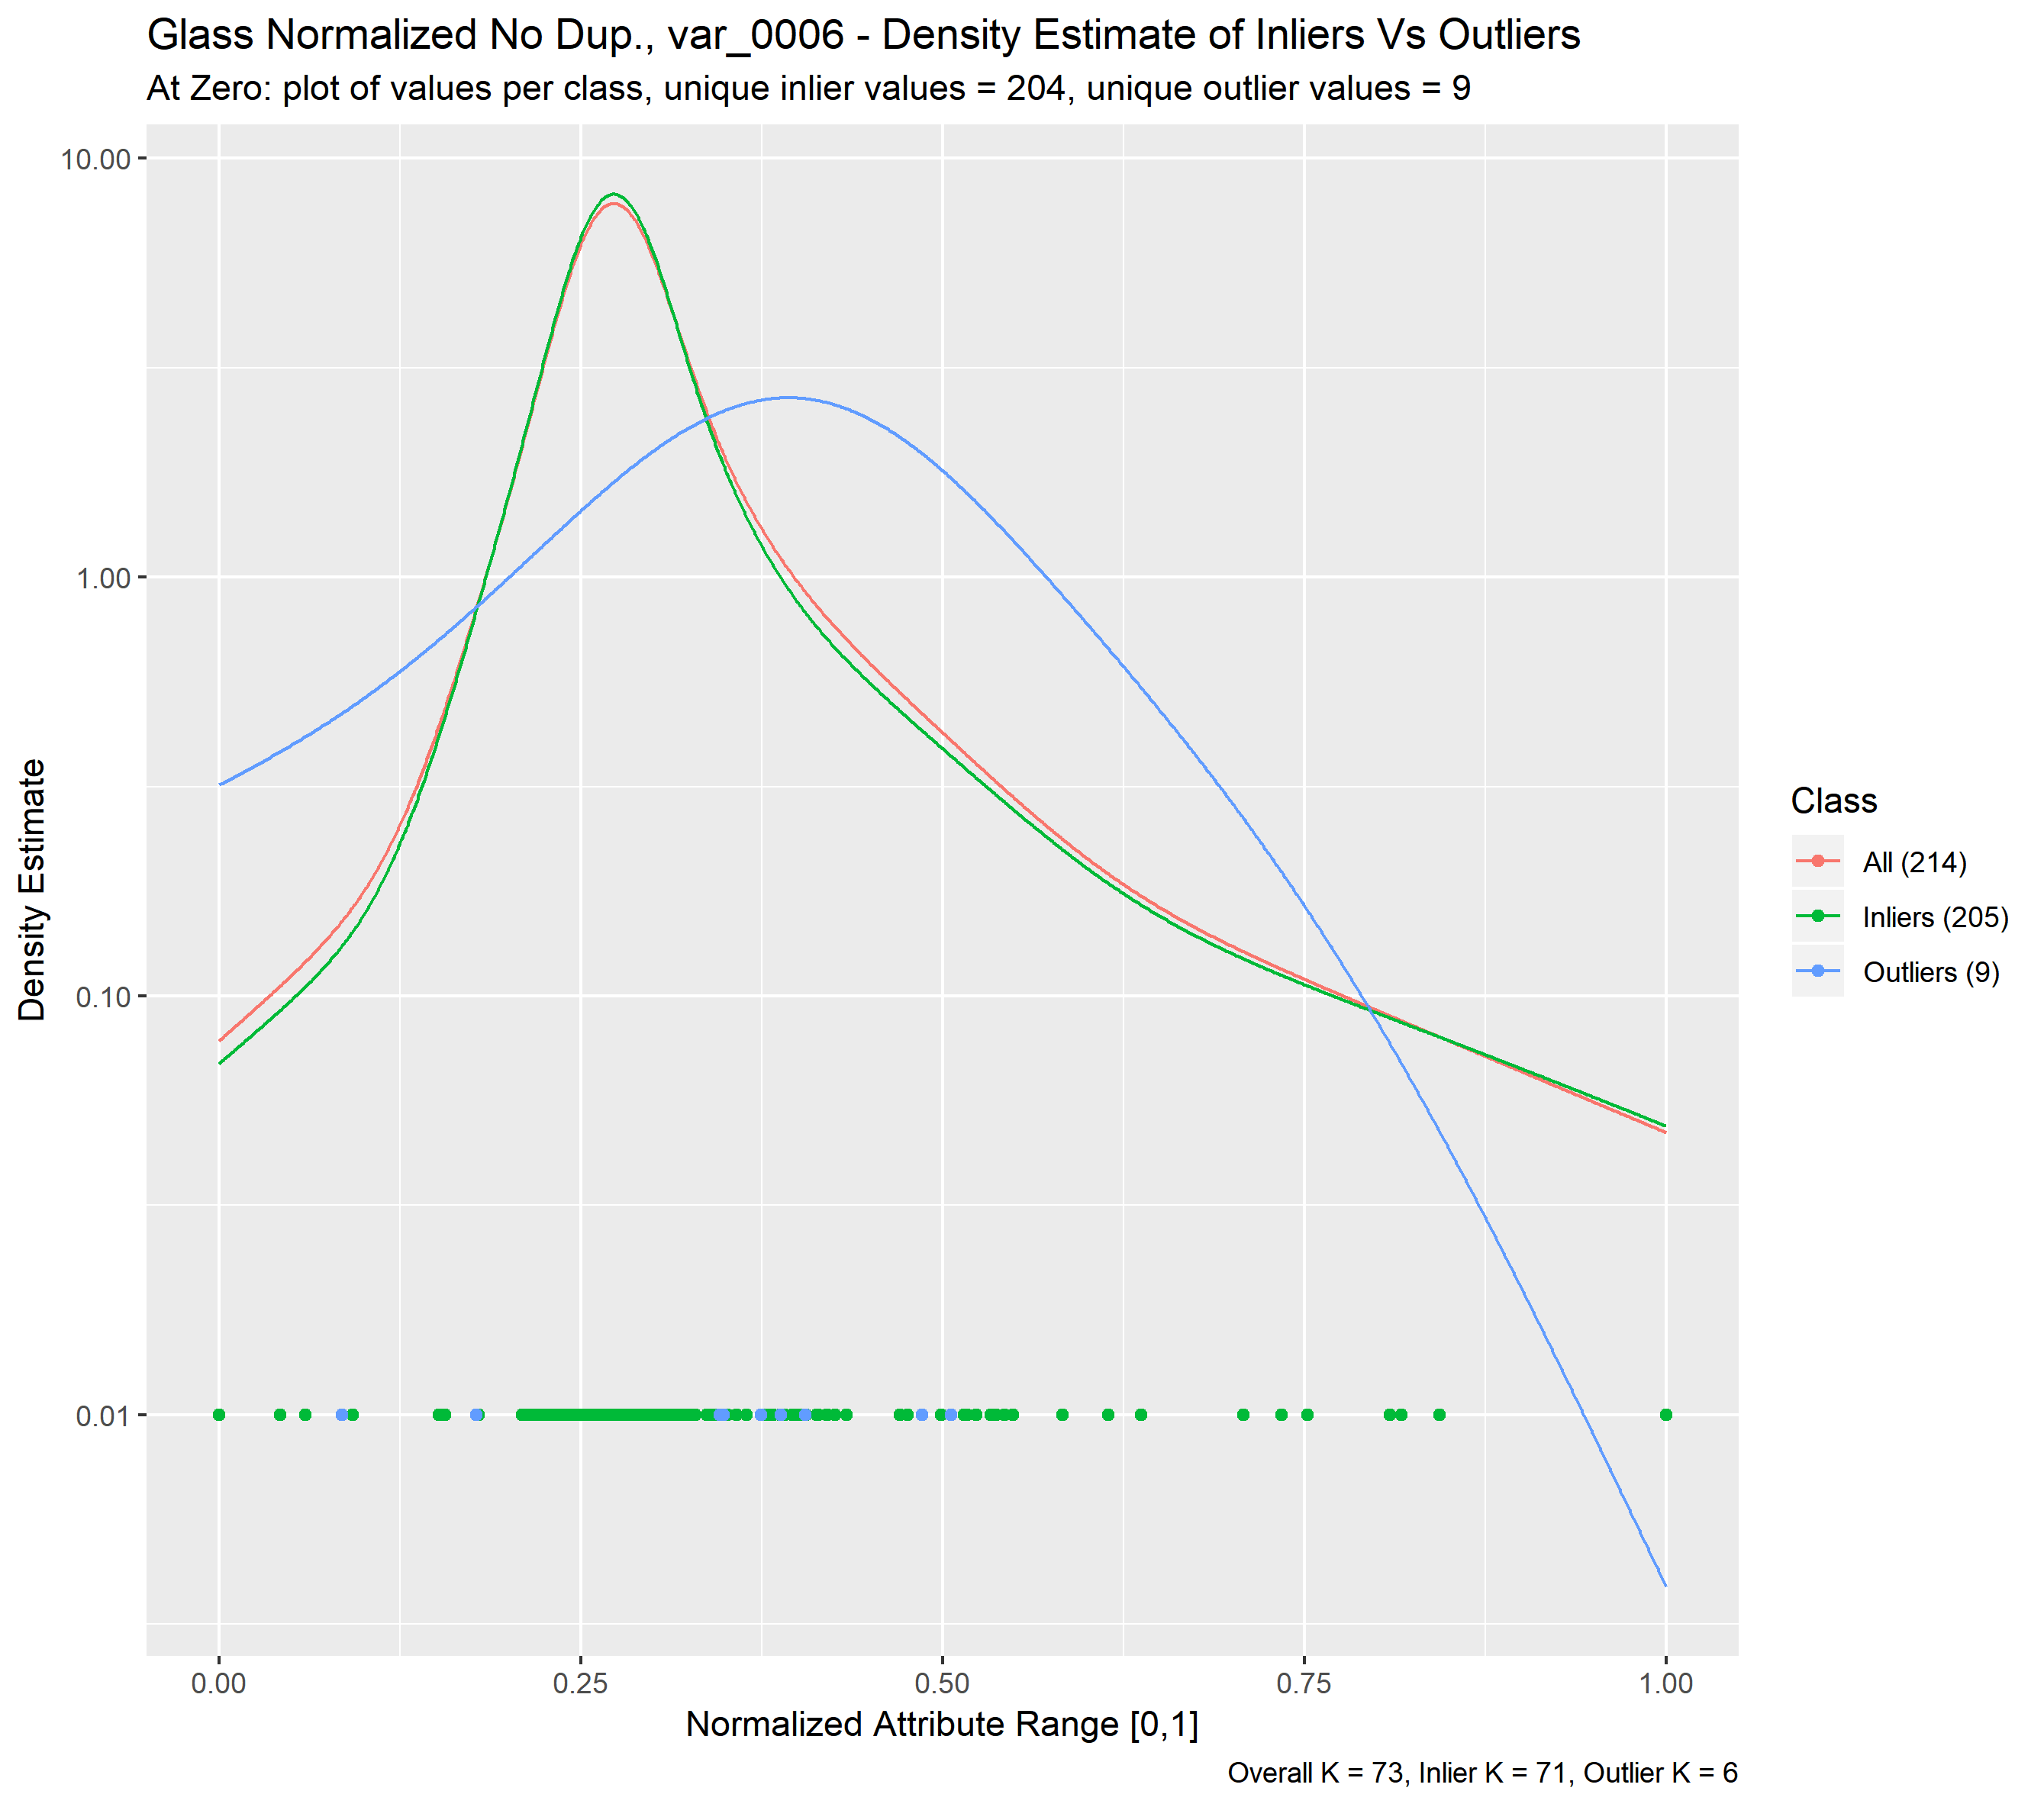 Glass Normalized No Dup., var_0006 - Density Estimate of Inliers Vs Outliers
At Zero: plot of values per class, unique inlier values = 204, unique outlier values = 9
10.00
1.00
0.10
0.01
Density Estimate
0.00
0.25
0.50
0.75
1.00
Normalized Attribute Range [0,1]
Class
All (214)
Inliers (205)
Outliers (9)
Overall K = 73, Inlier K = 71, Outlier K = 6